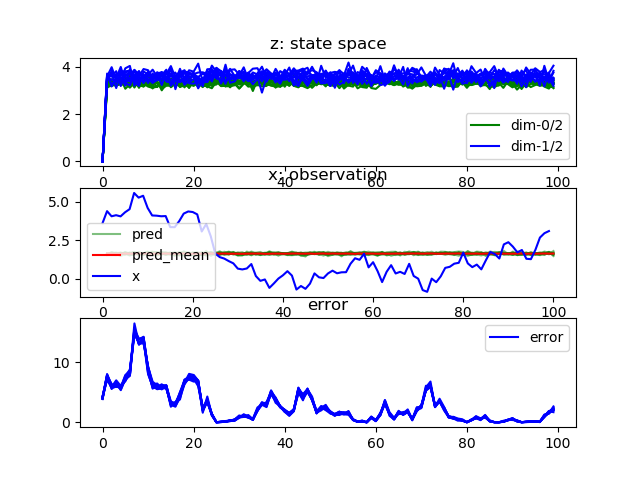 z: state space
4
2
0
dim-0/2
dim-1/2
0 20 40 60 80 100
x: observation
5.0
2.5
0.0
pred
pred_mean
x
0 20 40 60 80 100
error
10
0
error
0 20 40 60 80 100